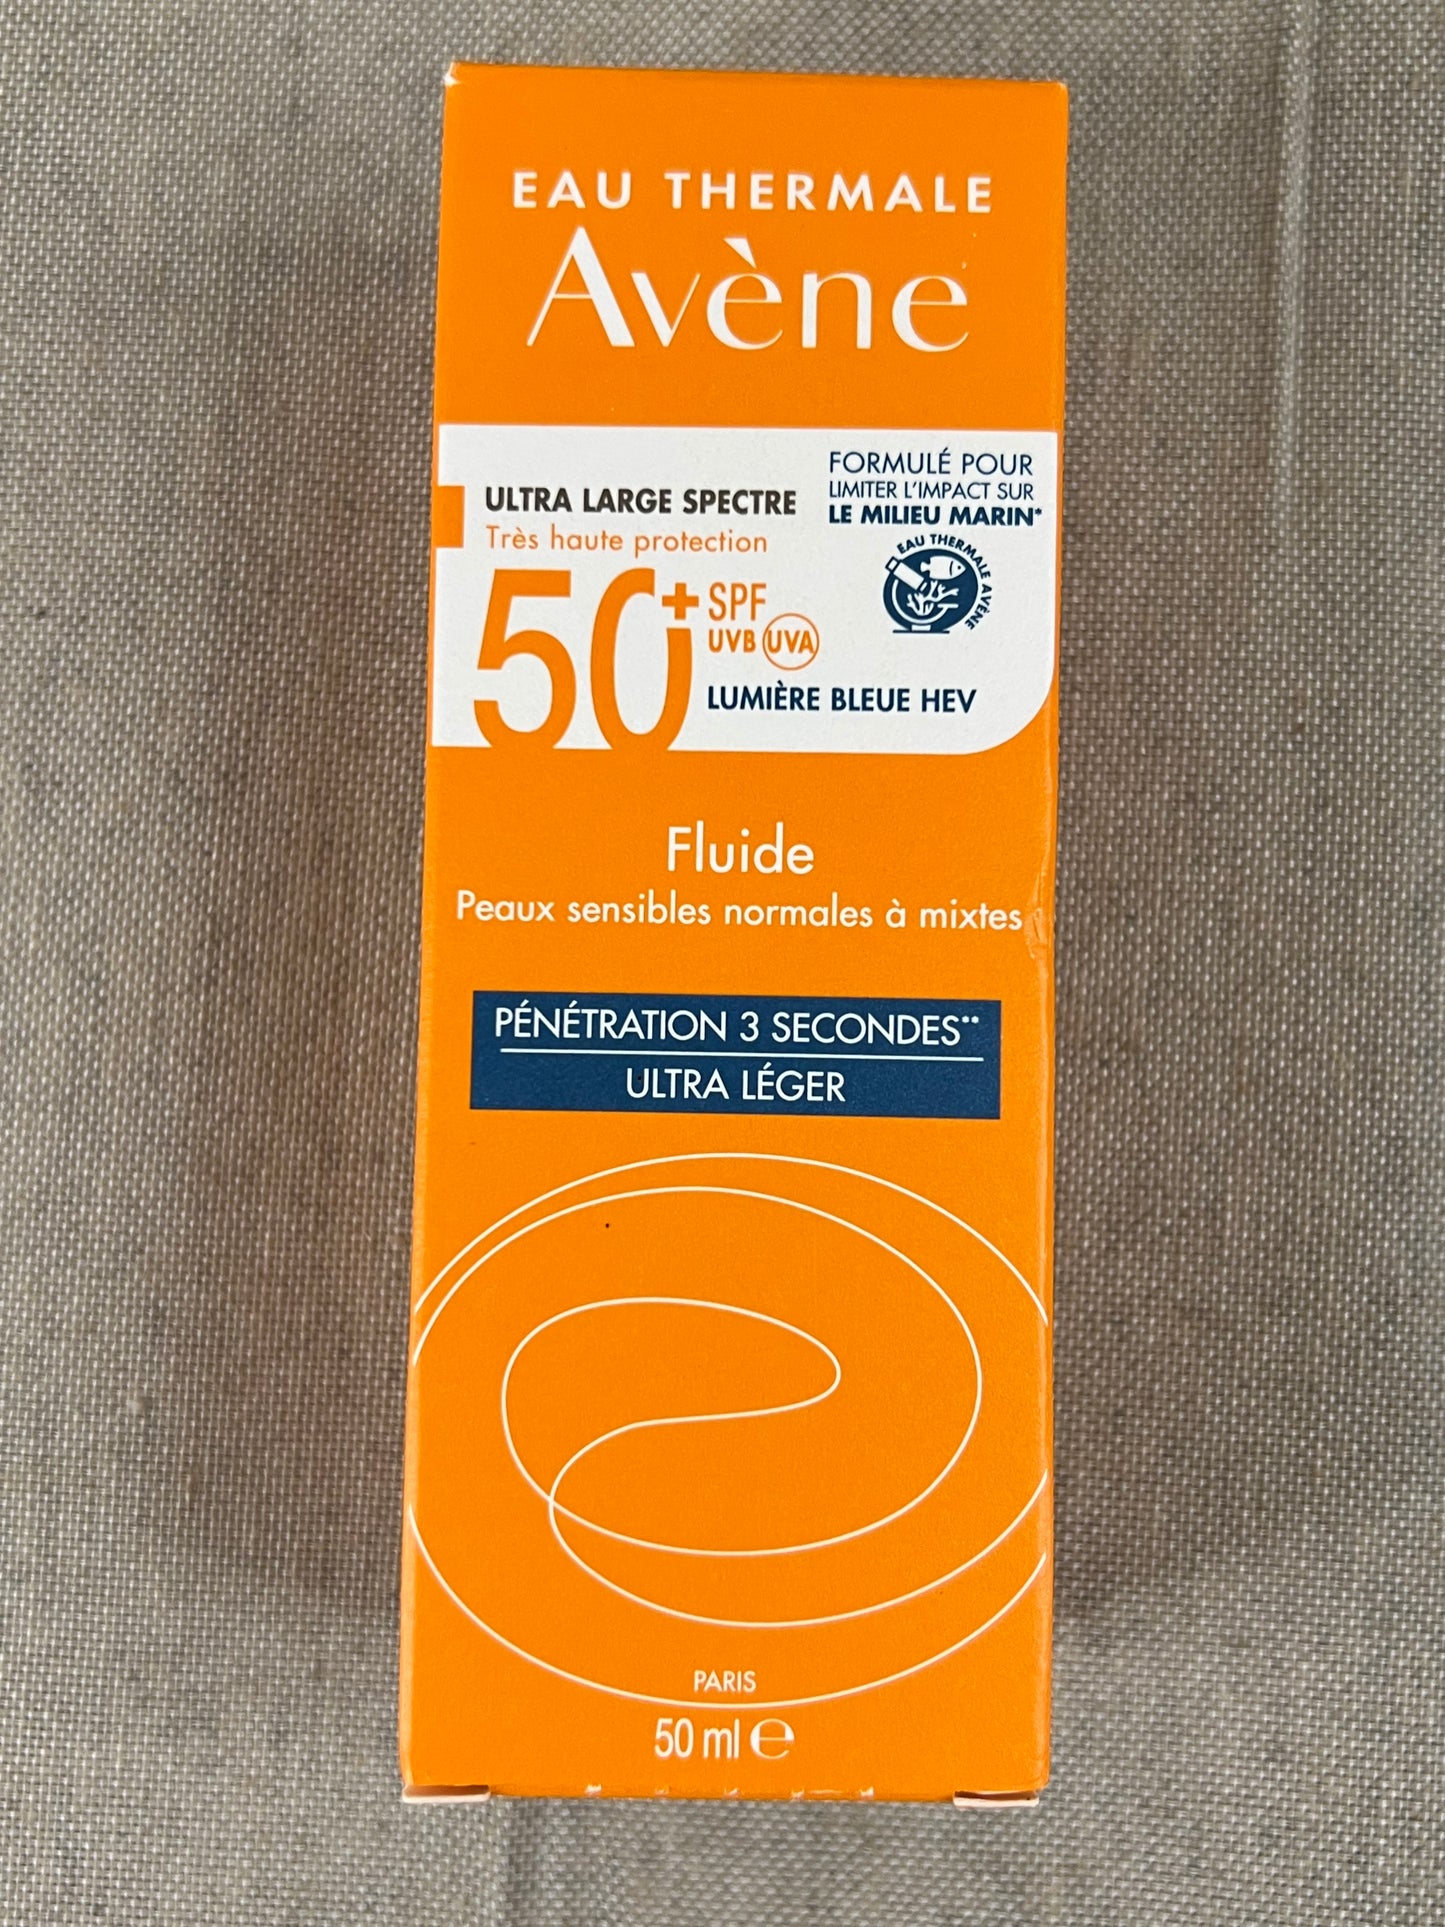 EAU THERMALE
Avène
ULTRA LARGE SPECTRE
Très haute protection
50+ SPF
UVB UVA
LUMIÈRE BLEUE HEV
FORMULÉ POUR
LIMITER L'IMPACT SUR
LE MILIEU MARIN*
EAU THERMALE AVÈNE
Fluide
Peaux sensibles normales à mixtes
PÉNÉTRATION 3 SECONDES**
ULTRA LÉGER
PARIS
50 ml ℮